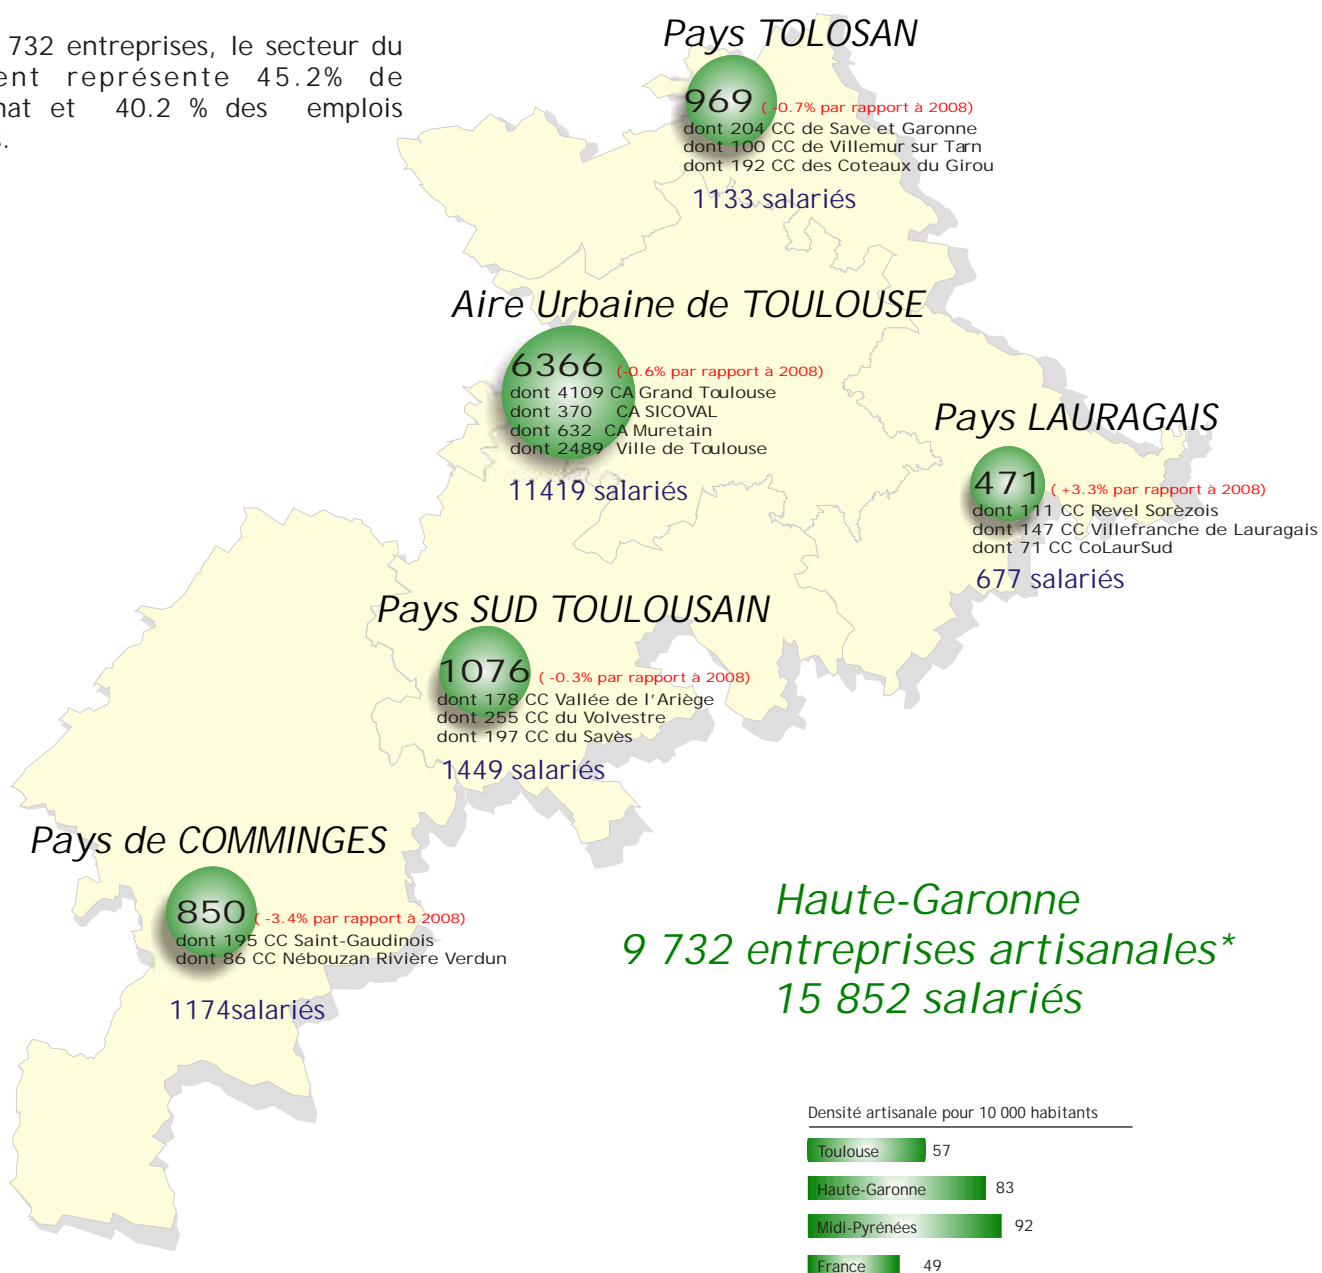 732 entreprises, le secteur du
ent représente 45.2% de
nat et 40.2 % des emplois
s.
Pays TOLOSAN
969 ( -0.7% par rapport à 2008)
dont 204 CC de Save et Garonne
dont 100 CC de Villemur sur Tarn
dont 192 CC des Coteaux du Girou
1133 salariés
Aire Urbaine de TOULOUSE
6366 (-0.6% par rapport à 2008)
dont 4109 CA Grand Toulouse
dont 370 CA SICOVAL
dont 632 CA Muretain
dont 2489 Ville de Toulouse
11419 salariés
Pays LAURAGAIS
471 ( +3.3% par rapport à 2008)
dont 111 CC Revel Sorèzois
dont 147 CC Villefranche de Lauragais
dont 71 CC CoLaurSud
677 salariés
Pays SUD TOULOUSAIN
1076 ( -0.3% par rapport à 2008)
dont 178 CC Vallée de l'Ariège
dont 255 CC du Volvestre
dont 197 CC du Savès
1449 salariés
Pays de COMMINGES
850 ( -3.4% par rapport à 2008)
dont 195 CC Saint-Gaudinois
dont 86 CC Nébouzan Rivière Verdun
1174salariés
Haute-Garonne
9 732 entreprises artisanales*
15 852 salariés
Densité artisanale pour 10 000 habitants
Toulouse 57
Haute-Garonne 83
Midi-Pyrénées 92
France 49